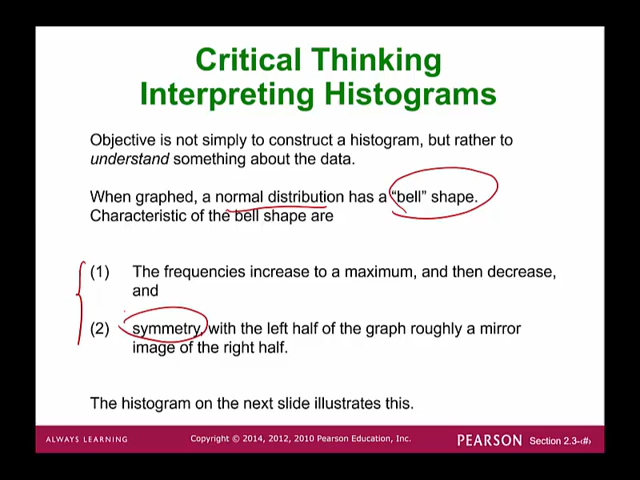 Critical Thinking
Interpreting Histograms
Objective is not simply to construct a histogram, but rather to
understand something about the data.
When graphed, a normal distribution has a “bell” shape.
Characteristic of the bell shape are
(1) The frequencies increase to a maximum, and then decrease,
and
(2) symmetry, with the left half of the graph roughly a mirror
image of the right half.
The histogram on the next slide illustrates this.
ALWAYS LEARNING Copyright © 2014, 2012, 2010 Pearson Education, Inc. PEARSON Section 2.3-‹#›